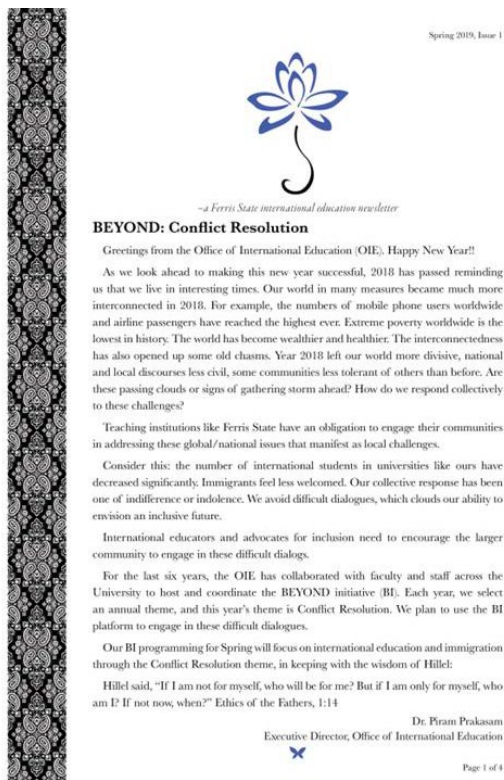 Spring 2019, Issue 1
–a Ferris State international education newsletter
BEYOND: Conflict Resolution
Greetings from the Office of International Education (OIE). Happy New Year!!
As we look ahead to making this new year successful, 2018 has passed reminding
us that we live in interesting times. Our world in many measures became much more
interconnected in 2018. For example, the numbers of mobile phone users worldwide
and airline passengers have reached the highest ever. Extreme poverty worldwide is the
lowest in history. The world has become wealthier and healthier. The interconnectedness
has also opened up some old chasms. Year 2018 left our world more divisive, national
and local discourses less civil, some communities less tolerant of others than before. Are
these passing clouds or signs of gathering storm ahead? How do we respond collectively
to these challenges?
Teaching institutions like Ferris State have an obligation to engage their communities
in addressing these global/national issues that manifest as local challenges.
Consider this: the number of international students in universities like ours have
decreased significantly. Immigrants feel less welcomed. Our collective response has been
one of indifference or indolence. We avoid difficult dialogues, which clouds our ability to
envision an inclusive future.
International educators and advocates for inclusion need to encourage the larger
community to engage in these difficult dialogs.
For the last six years, the OIE has collaborated with faculty and staff across the
University to host and coordinate the BEYOND initiative (BI). Each year, we select
an annual theme, and this year's theme is Conflict Resolution. We plan to use the BI
platform to engage in these difficult dialogues.
Our BI programming for Spring will focus on international education and immigration
through the Conflict Resolution theme, in keeping with the wisdom of Hillel:
Hillel said, “If I am not for myself, who will be for me? But if I am only for myself, who
am I? If not now, when?” Ethics of the Fathers, 1:14
Dr. Piram Prakasam
Executive Director, Office of International Education
Page 1 of 4